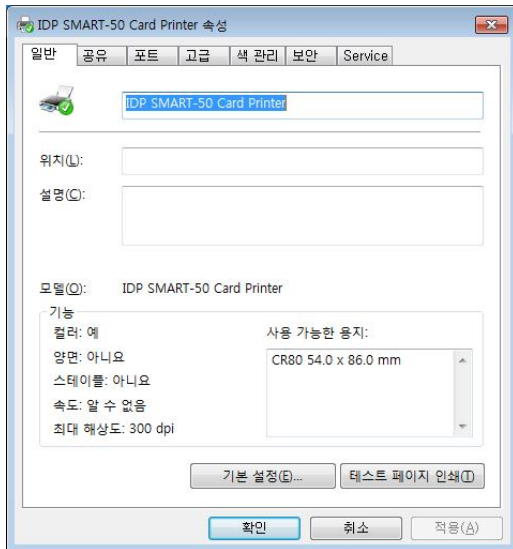 IDP SMART-50 Card Printer 속성
일반 공유 포트 고급 색 관리 보안 Service
IDP SMART-50 Card Printer
위치(L):
설명(C):
모델(O): IDP SMART-50 Card Printer
기능
컬러: 예
사용 가능한 용지:
양면: 아니요
CR80 54.0 x 86.0 mm
스테이플: 아니요
속도: 알 수 없음
최대 해상도: 300 dpi
기본 설정(E)... 테스트 페이지 인쇄(T)
확인 취소 적용(A)